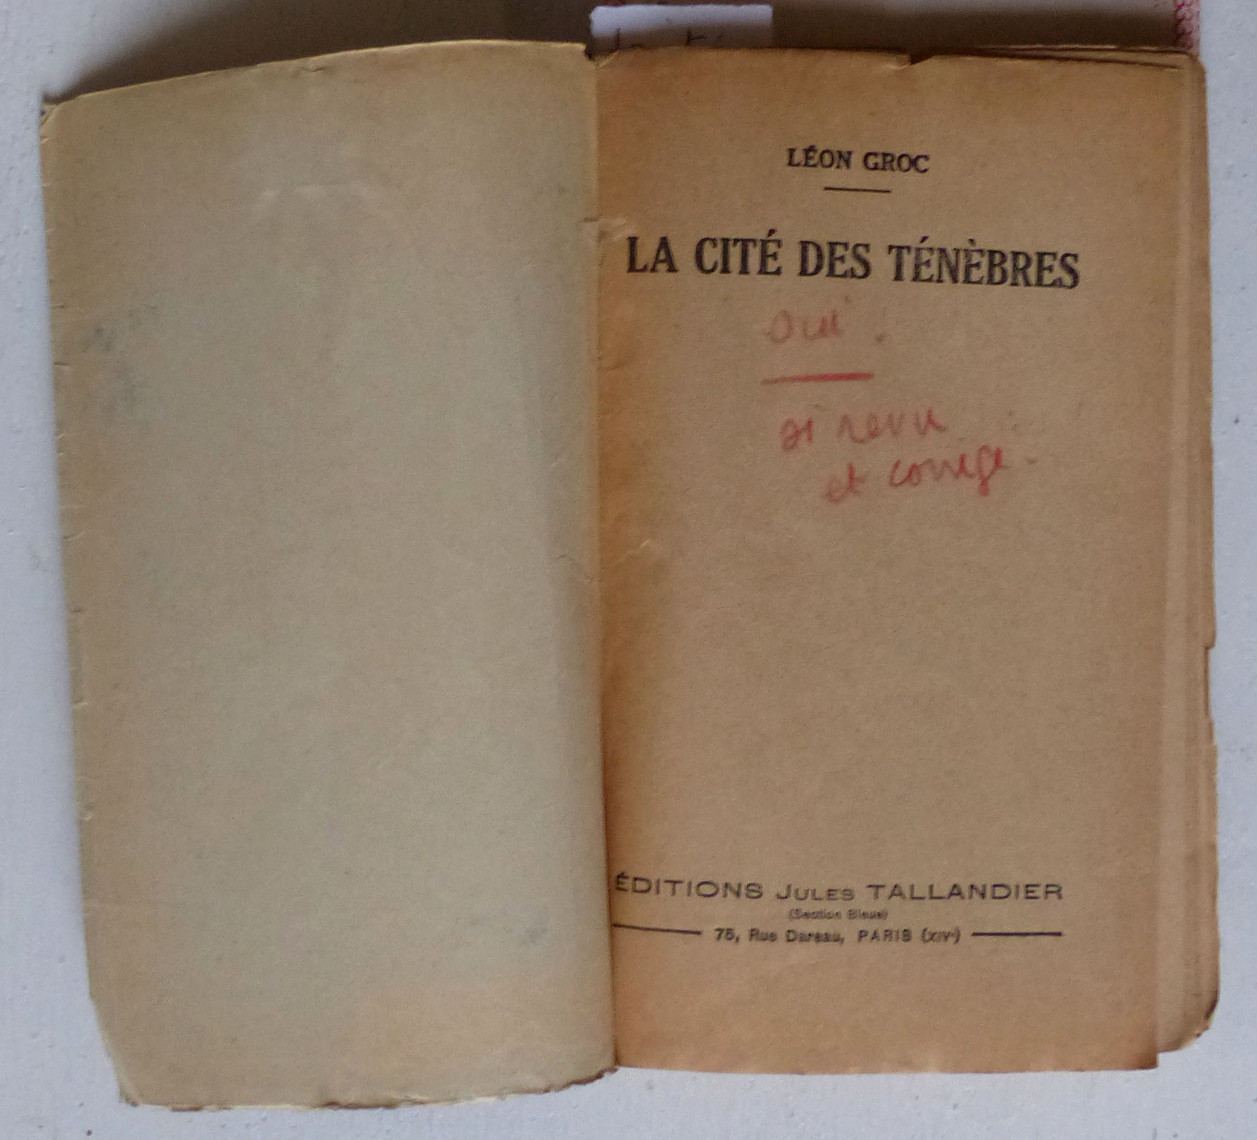 LÉON GROC
LA CITÉ DES TÉNÈBRES
oui.
si revu
et corrigé.
ÉDITIONS JULES TALLANDIER
(Section Bleue)
75, Rue Dareau, PARIS (XIVe)